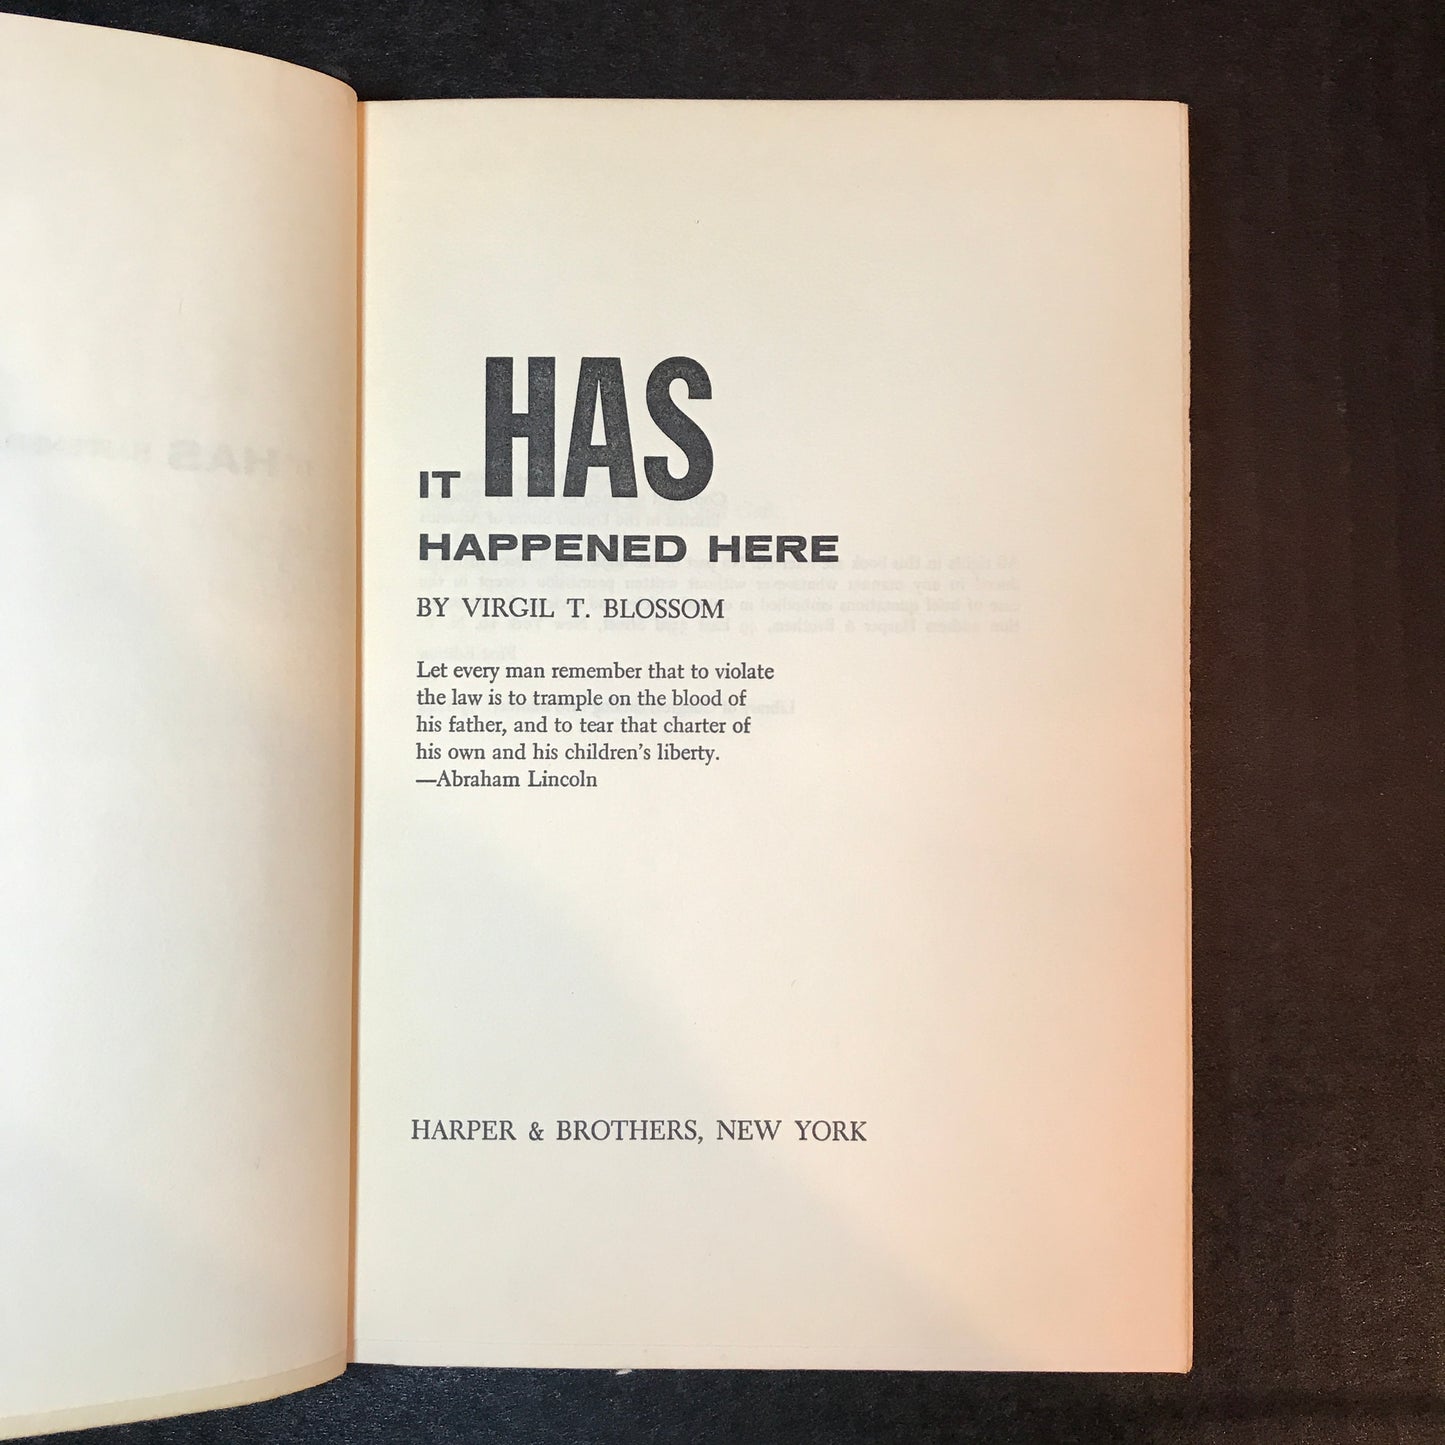 IT HAS
HAPPENED HERE
BY VIRGIL T. BLOSSOM
Let every man remember that to violate
the law is to trample on the blood of
his father, and to tear that charter of
his own and his children's liberty.
—Abraham Lincoln
HARPER & BROTHERS, NEW YORK